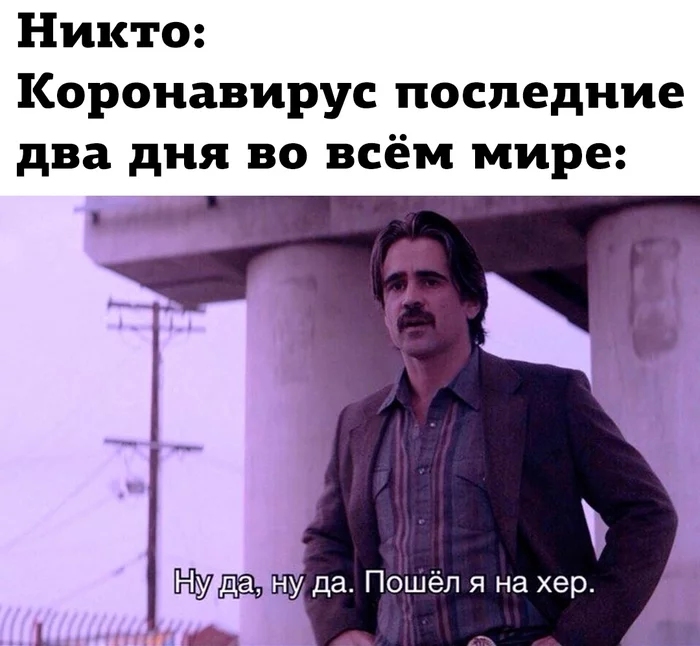 Никто:
Коронавирус последние
два дня во всём мире:
Ну да, ну да. Пошёл я на хер.